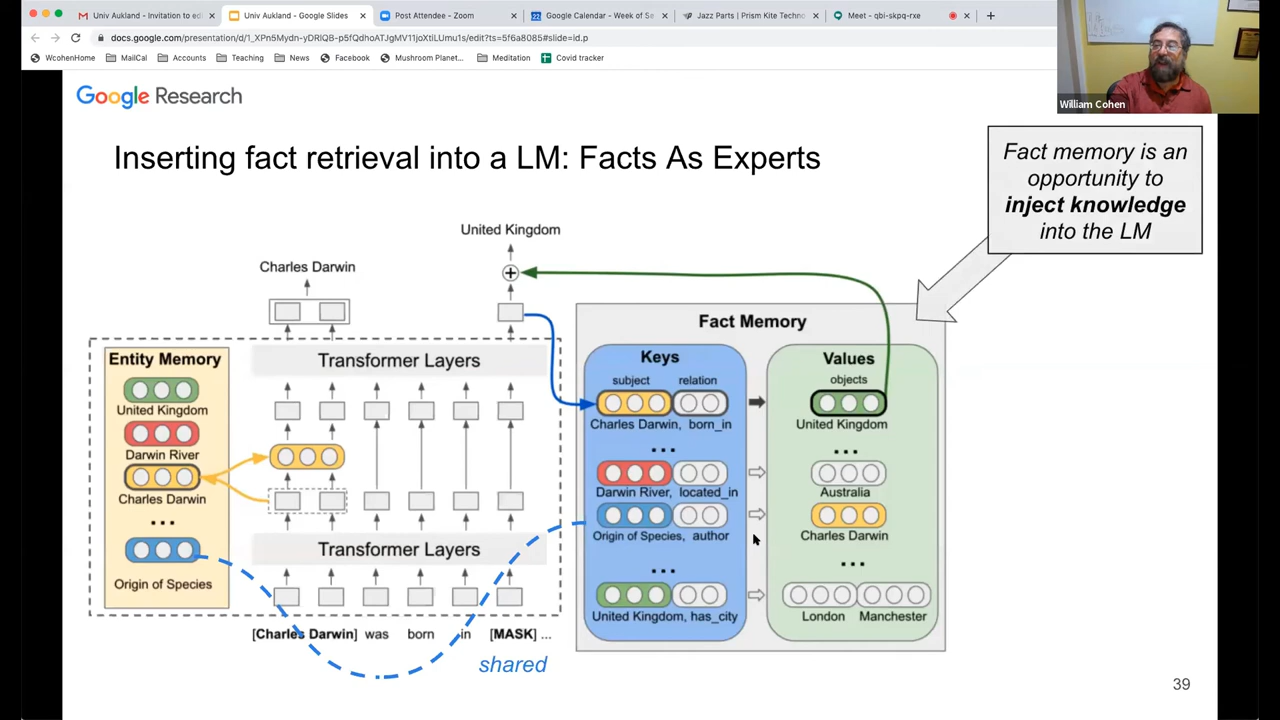 Univ Aukland - Invitation to edi
Univ Aukland - Google Slides
Post Attendee - Zoom
Google Calendar - Week of Se
Jazz Parts | Prism Kite Techno
Meet - qbi-skpq-rxe
docs.google.com/presentation/d/1_XPn5Mydn-yDRlQB-p5fQdhoATJgMV11joXtiLUmu1s/edit?ts=5f6a8085#slide=id.p
WcohenHome
MailCal
Accounts
Teaching
News
Facebook
Mushroom Planet...
Meditation
Covid tracker
William Cohen
Google Research
Inserting fact retrieval into a LM: Facts As Experts
Fact memory is an
opportunity to
inject knowledge
into the LM
United Kingdom
Charles Darwin
Entity Memory
United Kingdom
Darwin River
Charles Darwin
...
Origin of Species
Transformer Layers
Transformer Layers
[Charles Darwin] was born in [MASK] ...
shared
Fact Memory
Keys
Values
subject relation
objects
Charles Darwin, born_in
United Kingdom
...
...
Darwin River, located_in
Australia
Origin of Species, author
Charles Darwin
...
...
United Kingdom, has_city
London Manchester
39